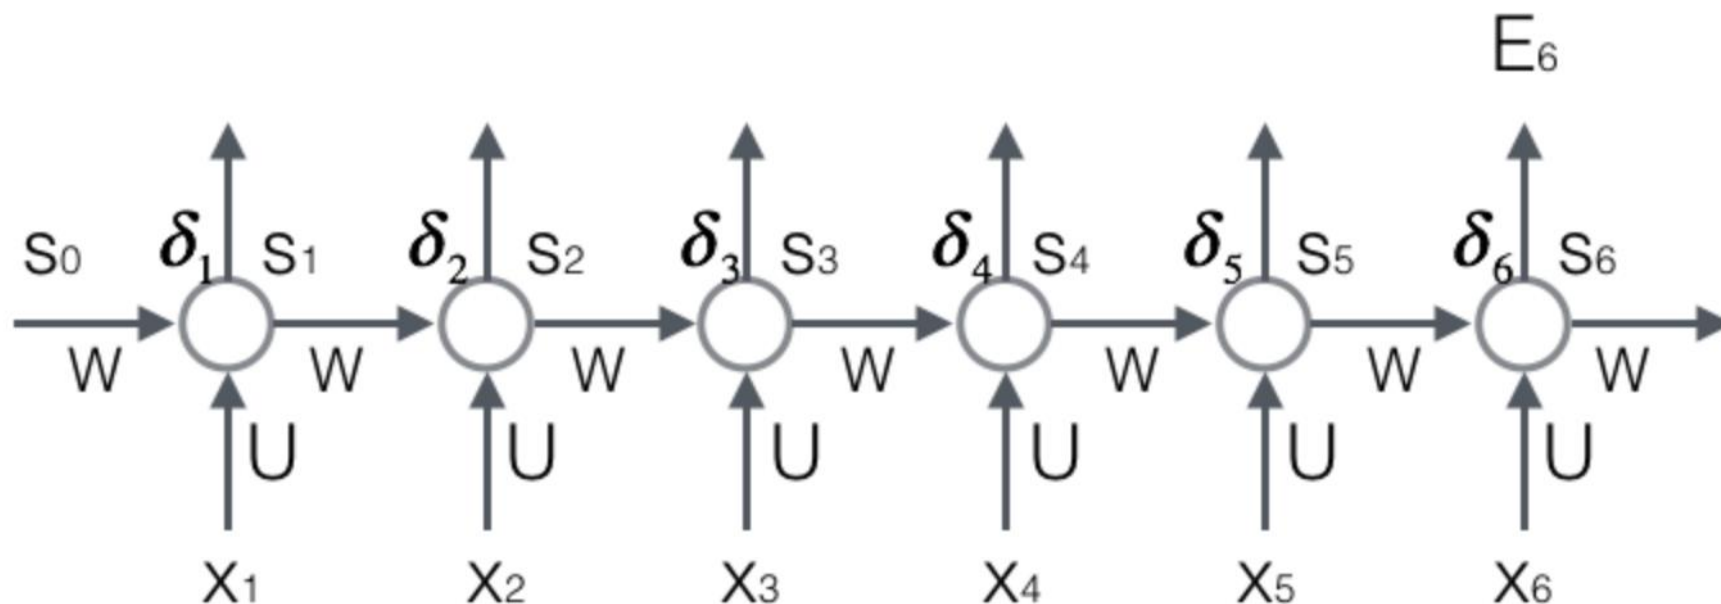 E6
S0 δ1 S1 δ2 S2 δ3 S3 δ4 S4 δ5 S5 δ6 S6
W W W W W W W
U U U U U U
X1 X2 X3 X4 X5 X6